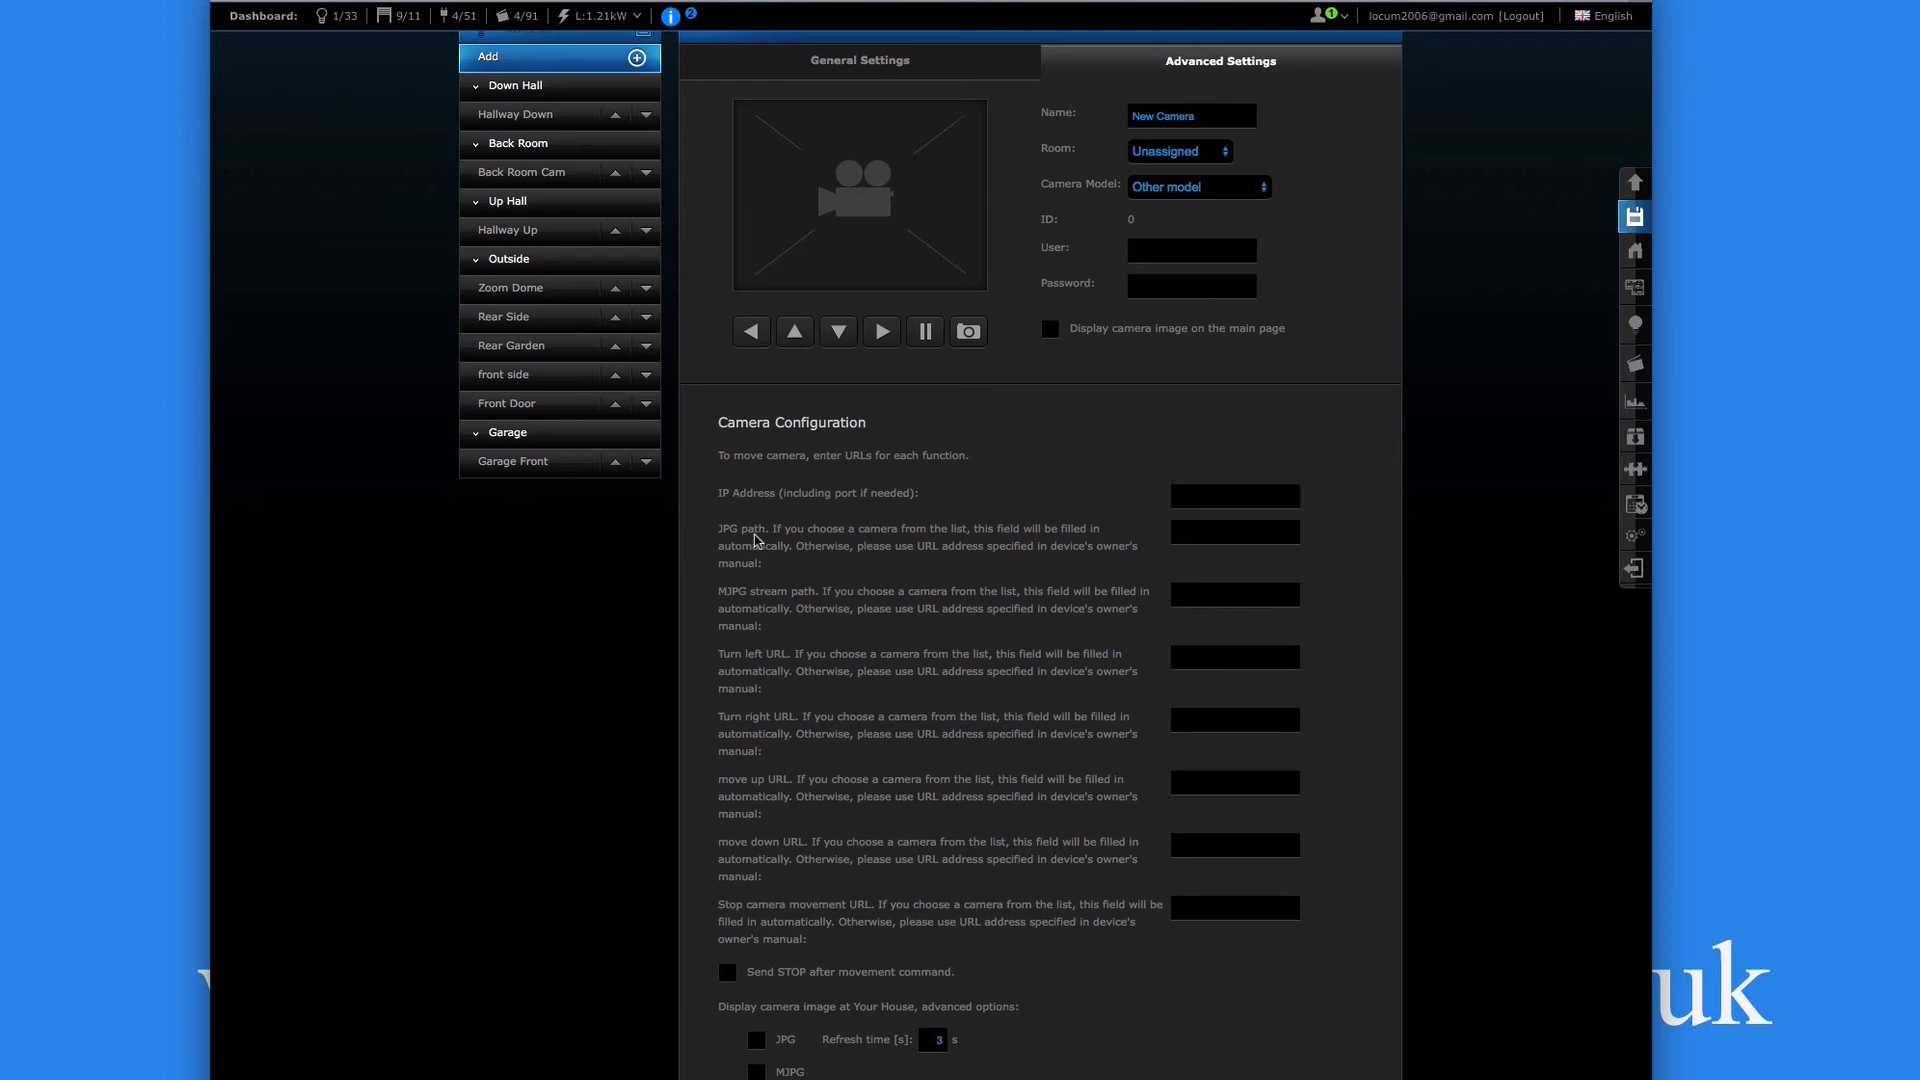 Dashboard: 1/33 9/11 4/51 4/91 L:1.21kW i 2 1 locum2006@gmail.com [Logout] English
Add
Down Hall
Hallway Down
Back Room
Back Room Cam
Up Hall
Hallway Up
Outside
Zoom Dome
Rear Side
Rear Garden
front side
Front Door
Garage
Garage Front
General Settings
Advanced Settings
Name: New Camera
Room: Unassigned
Camera Model: Other model
ID: 0
User:
Password:
Display camera image on the main page
Camera Configuration
To move camera, enter URLs for each function.
IP Address (including port if needed):
JPG path. If you choose a camera from the list, this field will be filled in
automatically. Otherwise, please use URL address specified in device's owner's
manual:
MJPG stream path. If you choose a camera from the list, this field will be filled in
automatically. Otherwise, please use URL address specified in device's owner's
manual:
Turn left URL. If you choose a camera from the list, this field will be filled in
automatically. Otherwise, please use URL address specified in device's owner's
manual:
Turn right URL. If you choose a camera from the list, this field will be filled in
automatically. Otherwise, please use URL address specified in device's owner's
manual:
move up URL. If you choose a camera from the list, this field will be filled in
automatically. Otherwise, please use URL address specified in device's owner's
manual:
move down URL. If you choose a camera from the list, this field will be filled in
automatically. Otherwise, please use URL address specified in device's owner's
manual:
Stop camera movement URL. If you choose a camera from the list, this field will be
filled in automatically. Otherwise, please use URL address specified in device's
owner's manual:
Send STOP after movement command.
Display camera image at Your House, advanced options:
JPG Refresh time [s]: 3 s
MJPG
uk